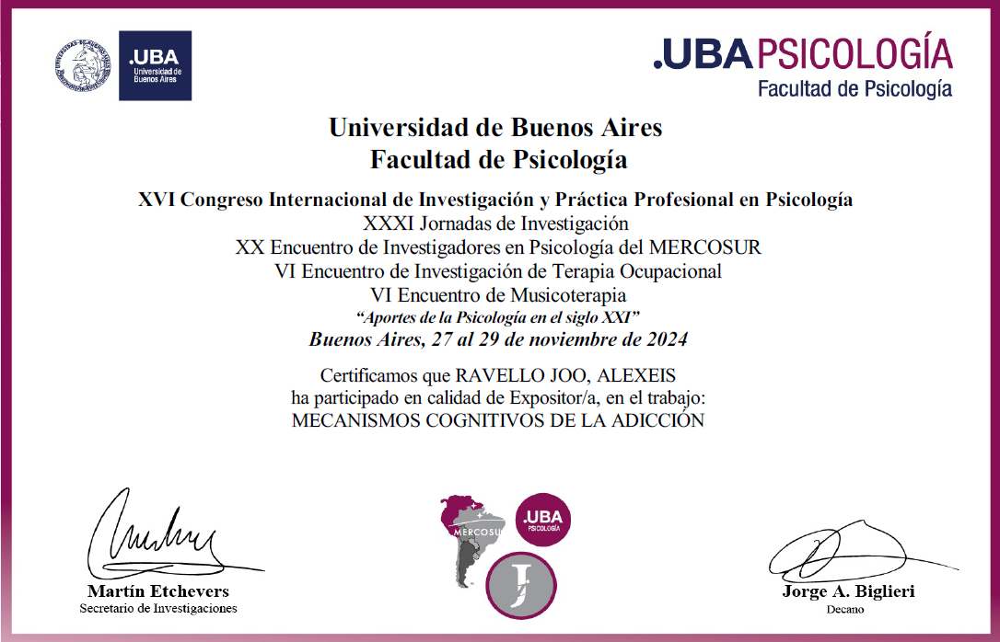 .UBA
Universidad de
Buenos Aires
.UBAPSICOLOGÍA
Facultad de Psicología
Universidad de Buenos Aires
Facultad de Psicología
XVI Congreso Internacional de Investigación y Práctica Profesional en Psicología
XXXI Jornadas de Investigación
XX Encuentro de Investigadores en Psicología del MERCOSUR
VI Encuentro de Investigación de Terapia Ocupacional
VI Encuentro de Musicoterapia
“Aportes de la Psicología en el siglo XXI”
Buenos Aires, 27 al 29 de noviembre de 2024
Certificamos que RAVELLO JOO, ALEXEIS
ha participado en calidad de Expositor/a, en el trabajo:
MECANISMOS COGNITIVOS DE LA ADICCIÓN
MERCOSUR
.UBA
PSICOLOGÍA
Martín Etchevers
Secretario de Investigaciones
Jorge A. Biglieri
Decano